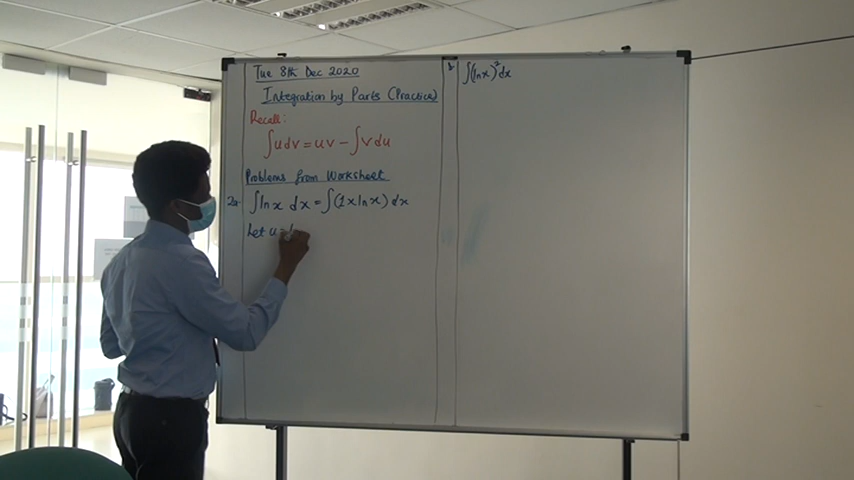 Tue 8th Dec 2020
Integration by Parts (Practice)
Recall:
∫u dv = uv − ∫v du
Problems from Worksheet
2a ∫ln x dx = ∫(1 x ln x) dx
Let u = l
∫(ln x)² dx